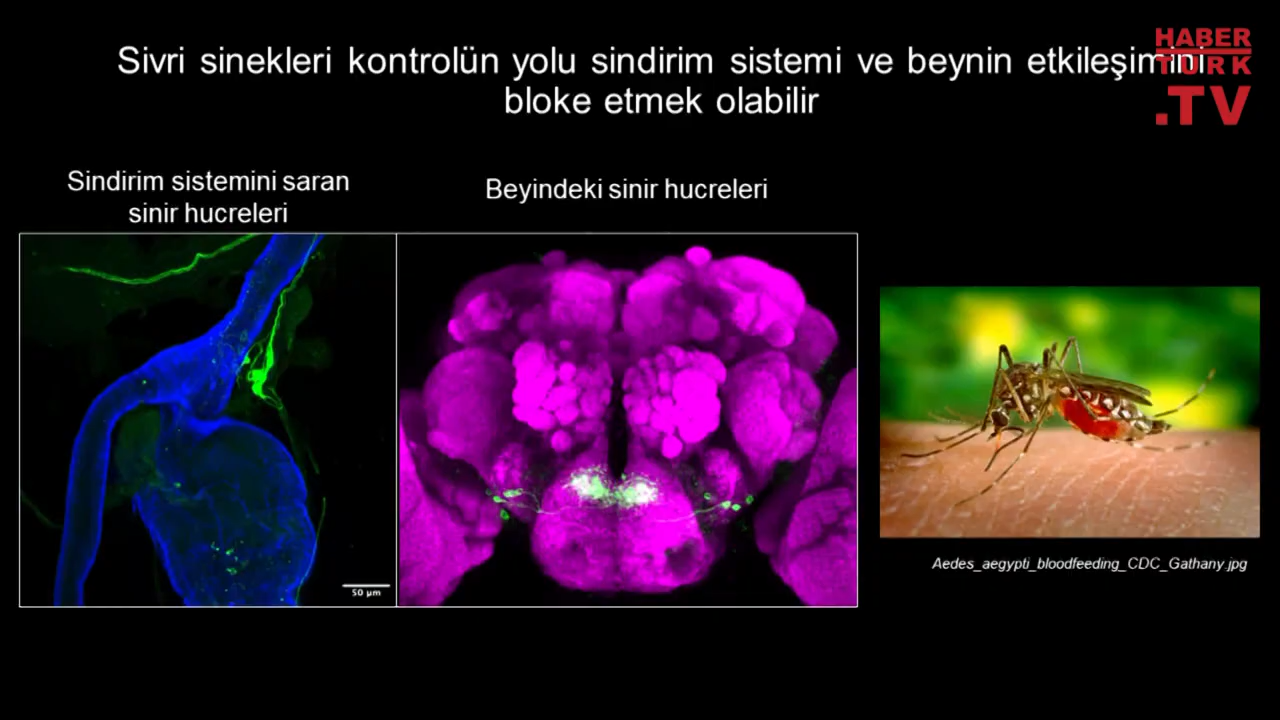 Sivri sinekleri kontrolün yolu sindirim sistemi ve beynin etkileşimini
bloke etmek olabilir
HABER
TURK
.TV
Sindirim sistemini saran
sinir hucreleri
Beyindeki sinir hucreleri
50 µm
Aedes_aegypti_bloodfeeding_CDC_Gathany.jpg